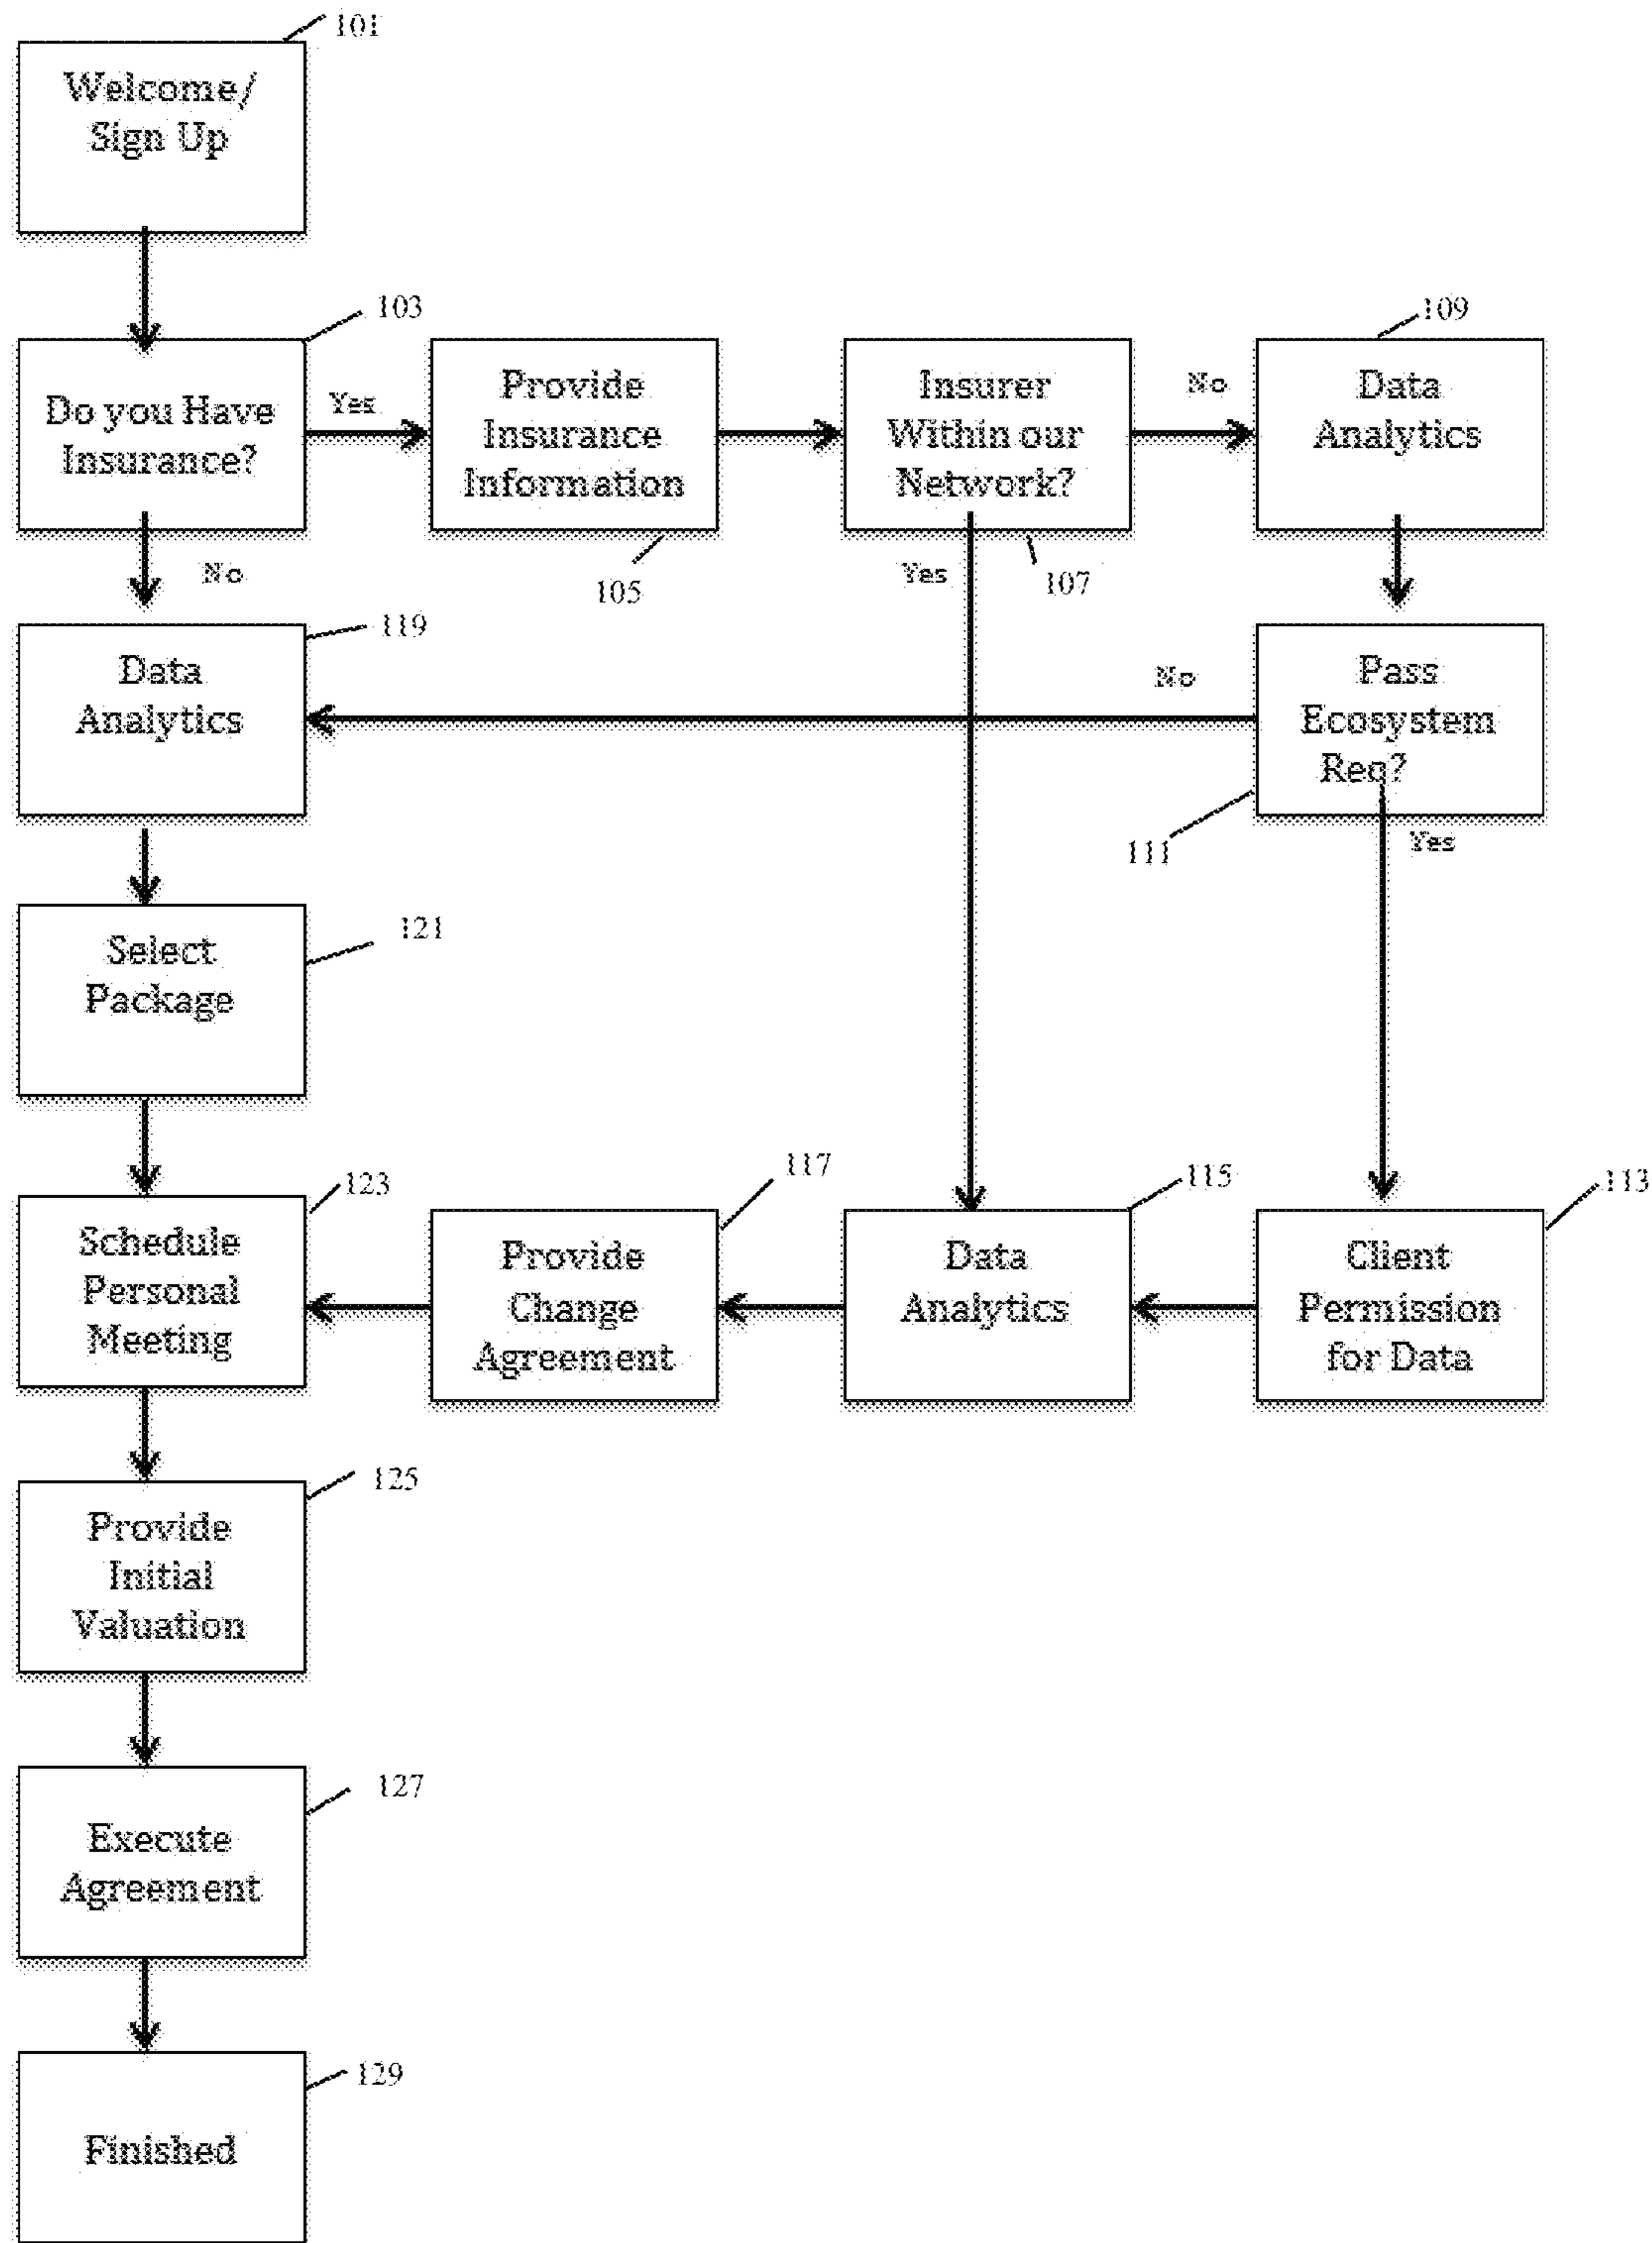 101
Welcome/
Sign Up
103
Do you Have
Insurance?
Yes
No
Provide
Insurance
Information
105
Insurer
Within our
Network?
107
Yes
No
109
Data
Analytics
119
Data
Analytics
No
Pass
Ecosystem
Req?
111
Yes
121
Select
Package
123
Schedule
Personal
Meeting
117
Provide
Change
Agreement
115
Data
Analytics
113
Client
Permission
for Data
125
Provide
Initial
Valuation
127
Execute
Agreement
129
Finished